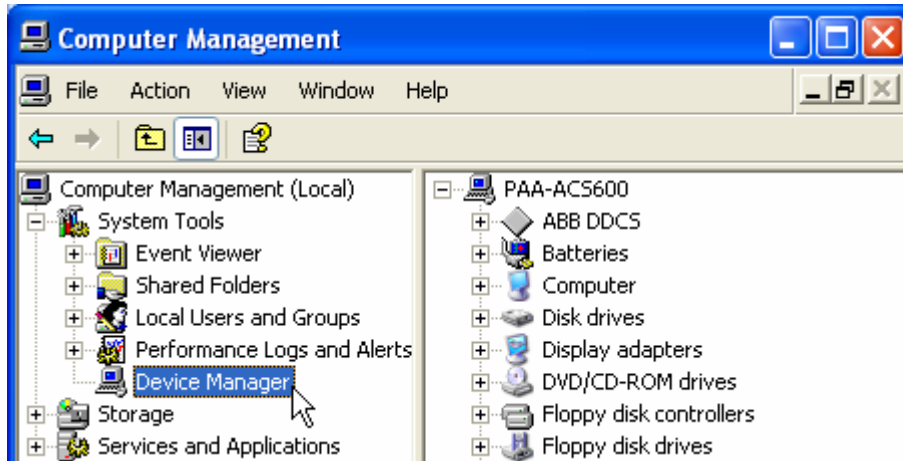 Computer Management
File Action View Window Help
Computer Management (Local)
System Tools
Event Viewer
Shared Folders
Local Users and Groups
Performance Logs and Alerts
Device Manager
Storage
Services and Applications
PAA-ACS600
ABB DDCS
Batteries
Computer
Disk drives
Display adapters
DVD/CD-ROM drives
Floppy disk controllers
Floppy disk drives